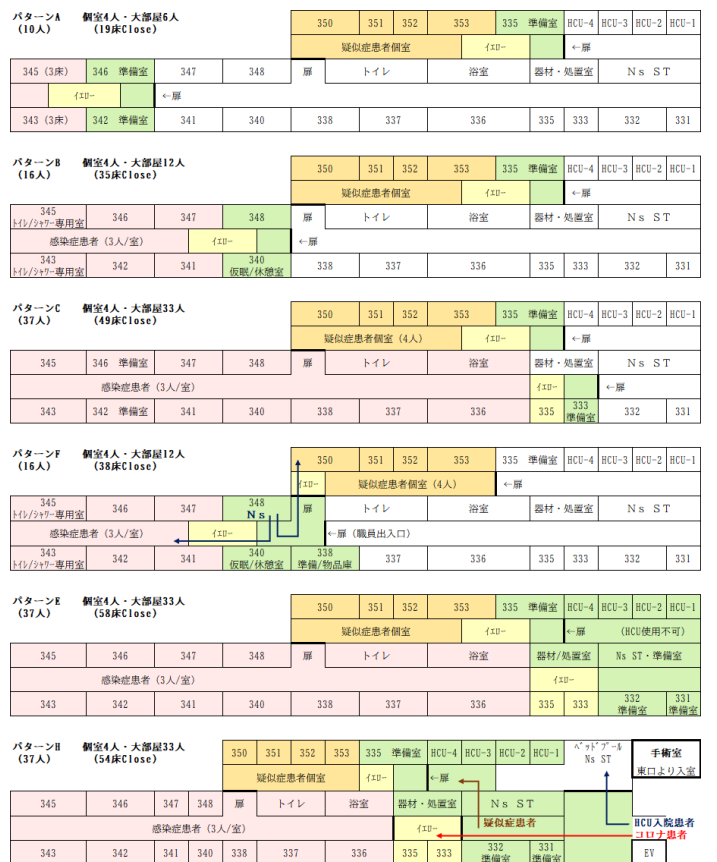 パターンA 個室4人・大部屋6人
(10人) (19床Close)
350 351 352 353 335 準備室 HCU-4 HCU-3 HCU-2 HCU-1
疑似症患者個室 イエロー ←扉
345 (3床) 346 準備室 347 348 扉 トイレ 浴室 器材・処置室 Ns ST
イエロー ←扉
343 (3床) 342 準備室 341 340 338 337 336 335 333 332 331
パターンB 個室4人・大部屋12人
(16人) (35床Close)
350 351 352 353 335 準備室 HCU-4 HCU-3 HCU-2 HCU-1
疑似症患者個室 イエロー ←扉
345 トイレ/シャワー専用室 346 347 348 扉 トイレ 浴室 器材・処置室 Ns ST
感染症患者 (3人/室) イエロー ←扉
343 トイレ/シャワー専用室 342 341 340 仮眠/休憩室 338 337 336 335 333 332 331
パターンC 個室4人・大部屋33人
(37人) (49床Close)
350 351 352 353 335 準備室 HCU-4 HCU-3 HCU-2 HCU-1
疑似症患者個室 (4人) イエロー ←扉
345 346 準備室 347 348 扉 トイレ 浴室 器材・処置室 Ns ST
感染症患者 (3人/室) イエロー ←扉
343 342 準備室 341 340 338 337 336 335 333 準備室 332 331
パターンF 個室4人・大部屋12人
(16人) (38床Close)
350 351 352 353 335 準備室 HCU-4 HCU-3 HCU-2 HCU-1
イエロー 疑似症患者個室 (4人) ←扉
345 トイレ/シャワー専用室 346 347 348 Ns 扉 トイレ 浴室 器材・処置室 Ns ST
感染症患者 (3人/室) イエロー ←扉 (職員出入口)
343 トイレ/シャワー専用室 342 341 340 仮眠/休憩室 338 準備/物品庫 337 336 335 333 332 331
パターンE 個室4人・大部屋33人
(37人) (58床Close)
350 351 352 353 335 準備室 HCU-4 HCU-3 HCU-2 HCU-1
疑似症患者個室 イエロー ←扉 (HCU使用不可)
345 346 347 348 扉 トイレ 浴室 器材/処置室 Ns ST・準備室
感染症患者 (3人/室) イエロー
343 342 341 340 338 337 336 335 333 332 準備室 331 準備室
パターンH 個室4人・大部屋33人
(37人) (54床Close)
350 351 352 353 335 準備室 HCU-4 HCU-3 HCU-2 HCU-1 ベッドプール Ns ST 手術室
疑似症患者個室 イエロー ←扉 東口より入室
345 346 347 348 扉 トイレ 浴室 器材・処置室 Ns ST
疑似症患者 HCU入院患者
感染症患者 (3人/室) イエロー コロナ患者
343 342 341 340 338 337 336 335 333 332 準備室 331 準備室 EV